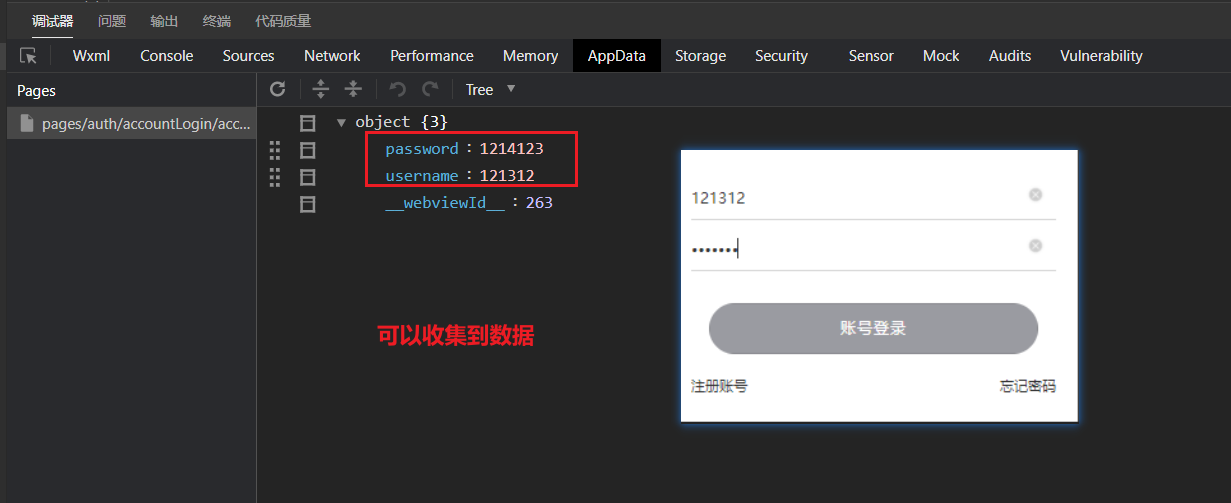 调试器 问题 输出 终端 代码质量
Wxml Console Sources Network Performance Memory AppData Storage Security Sensor Mock Audits Vulnerability
Pages
Tree
pages/auth/accountLogin/acc...
object {3}
password : 1214123
username : 121312
__webviewId__ : 263
121312
•••••••
可以收集到数据
账号登录
注册账号
忘记密码